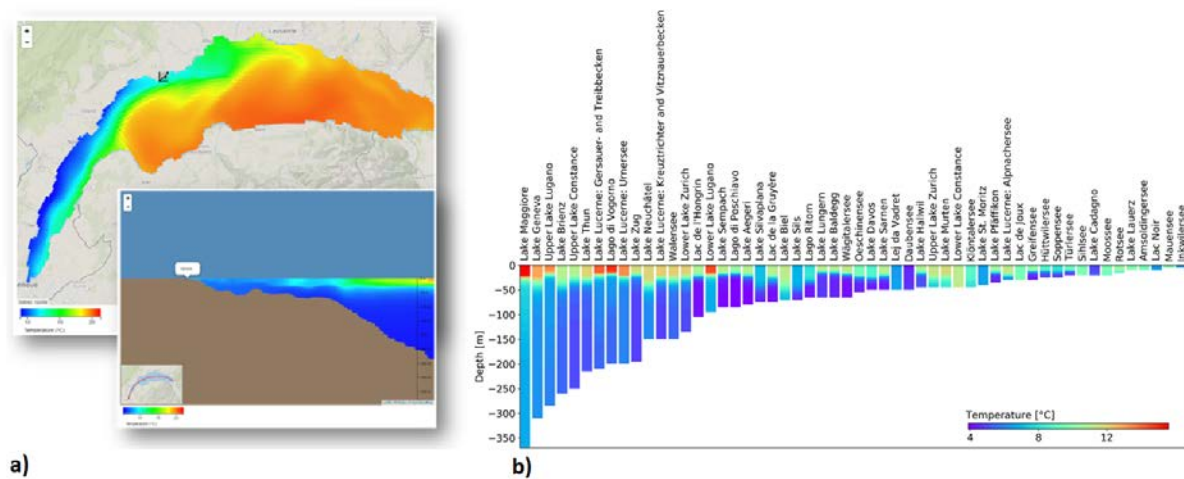 +
−
Lausanne
Temperature (°C)
+
−
Temperature (°C)
a)
Lake Maggiore
Lake Geneva
Upper Lake Lugano
Lake Brienz
Upper Lake Constance
Lake Thun
Lake Lucerne: Gersauer- and Treibbecken
Lago di Vogorno
Lake Lucerne: Urnersee
Lake Zug
Lake Neuchâtel
Lake Lucerne: Kreuztrichter and Vitznauerbecken
Walensee
Lower Lake Zurich
Lac de l'Hongrin
Lower Lake Lugano
Lake Sempach
Lago di Poschiavo
Lake Aegeri
Lake Silvaplana
Lac de la Gruyère
Lake Biel
Lake Sils
Lago Ritom
Lake Lungern
Lake Baldegg
Wägitalersee
Oeschinensee
Lake Davos
Lake Sarnen
Lej da Vadret
Daubensee
Lake Hallwil
Upper Lake Zurich
Lake Murten
Lower Lake Constance
Klöntalersee
Lake St. Moritz
Lake Pfäffikon
Lake Lucerne: Alpnachersee
Lac de Joux
Greifensee
Hüttwilersee
Soppensee
Türlersee
Sihlsee
Lake Cadagno
Moossee
Rotsee
Lake Lauerz
Amsoldingersee
Lac Noir
Mauensee
Inkwilersee
0
−50
−100
−150
−200
−250
−300
−350
Depth [m]
Temperature [°C]
4 8 12
b)